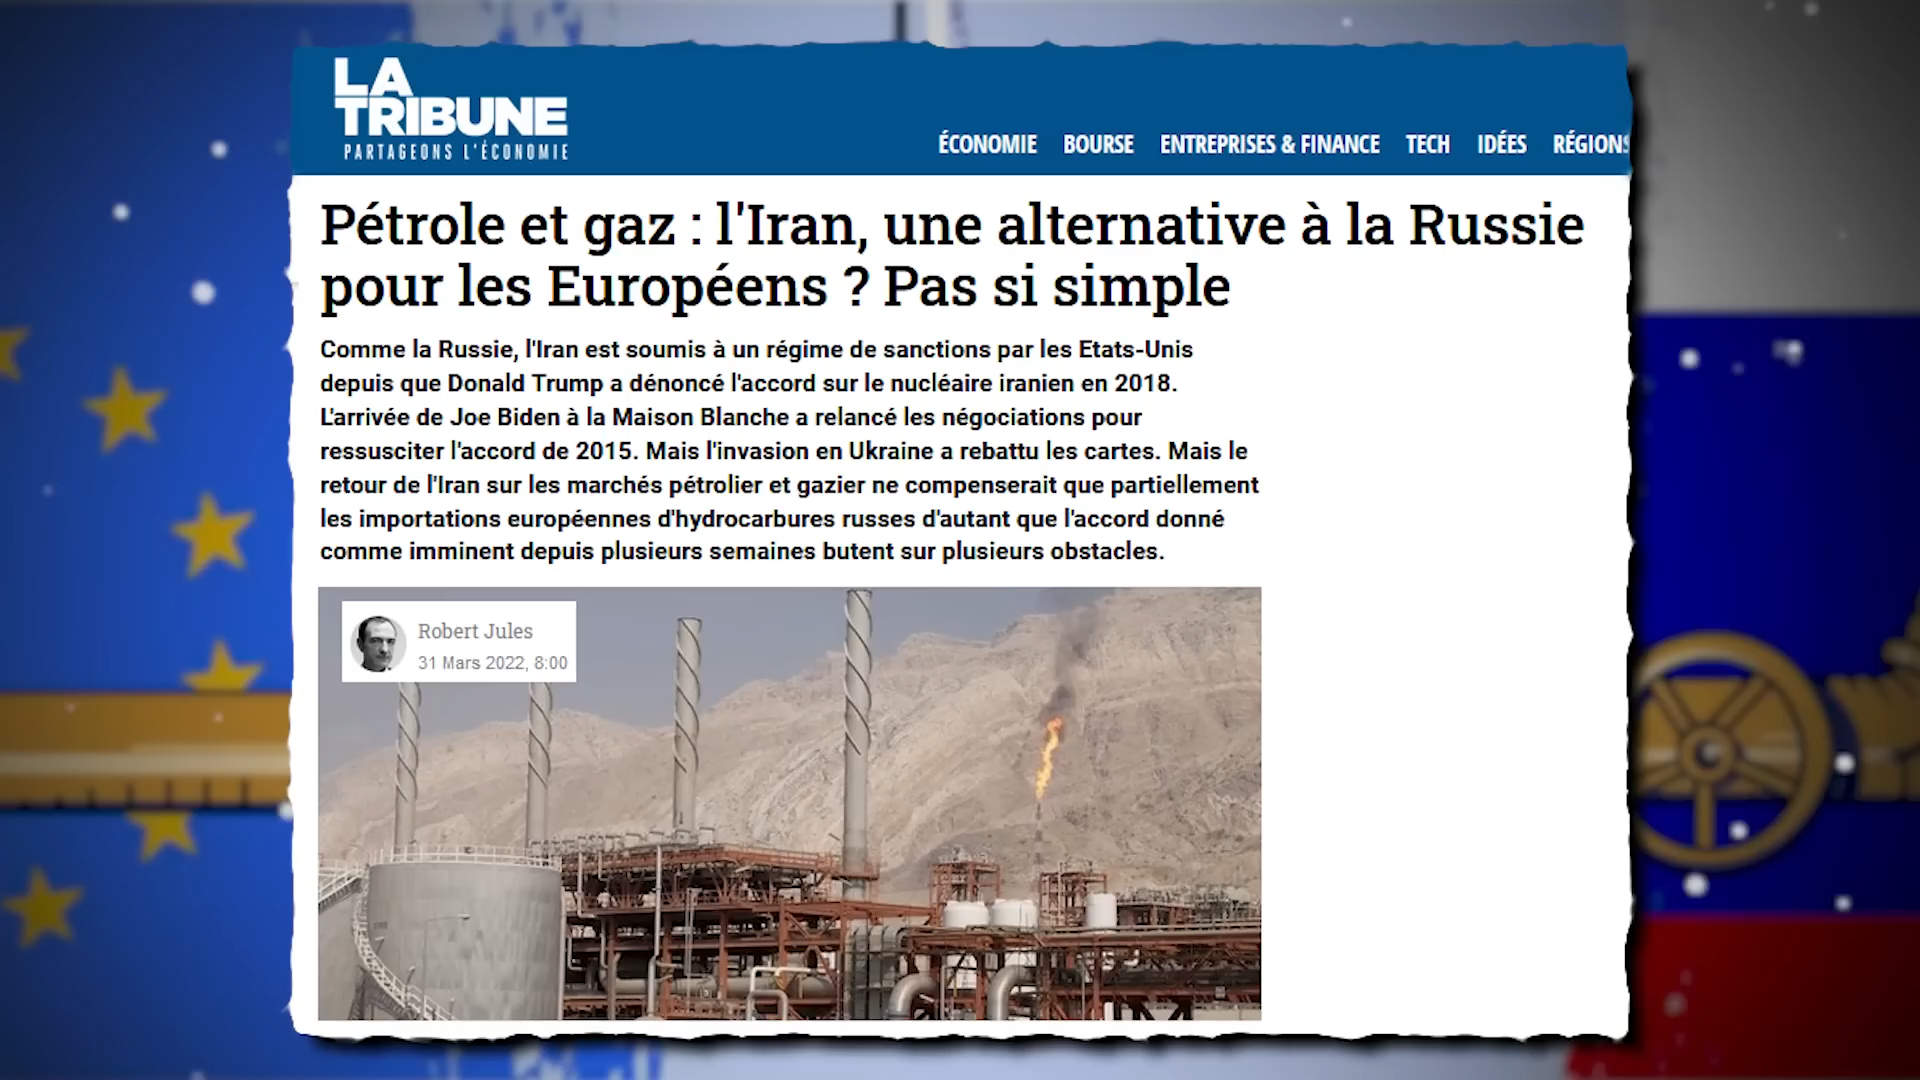 LA
TRIBUNE
PARTAGEONS L'ÉCONOMIE
ÉCONOMIE BOURSE ENTREPRISES & FINANCE TECH IDÉES RÉGIONS
Pétrole et gaz : l'Iran, une alternative à la Russie
pour les Européens ? Pas si simple
Comme la Russie, l'Iran est soumis à un régime de sanctions par les Etats-Unis
depuis que Donald Trump a dénoncé l'accord sur le nucléaire iranien en 2018.
L'arrivée de Joe Biden à la Maison Blanche a relancé les négociations pour
ressusciter l'accord de 2015. Mais l'invasion en Ukraine a rebattu les cartes. Mais le
retour de l'Iran sur les marchés pétrolier et gazier ne compenserait que partiellement
les importations européennes d'hydrocarbures russes d'autant que l'accord donné
comme imminent depuis plusieurs semaines butent sur plusieurs obstacles.
Robert Jules
31 Mars 2022, 8:00